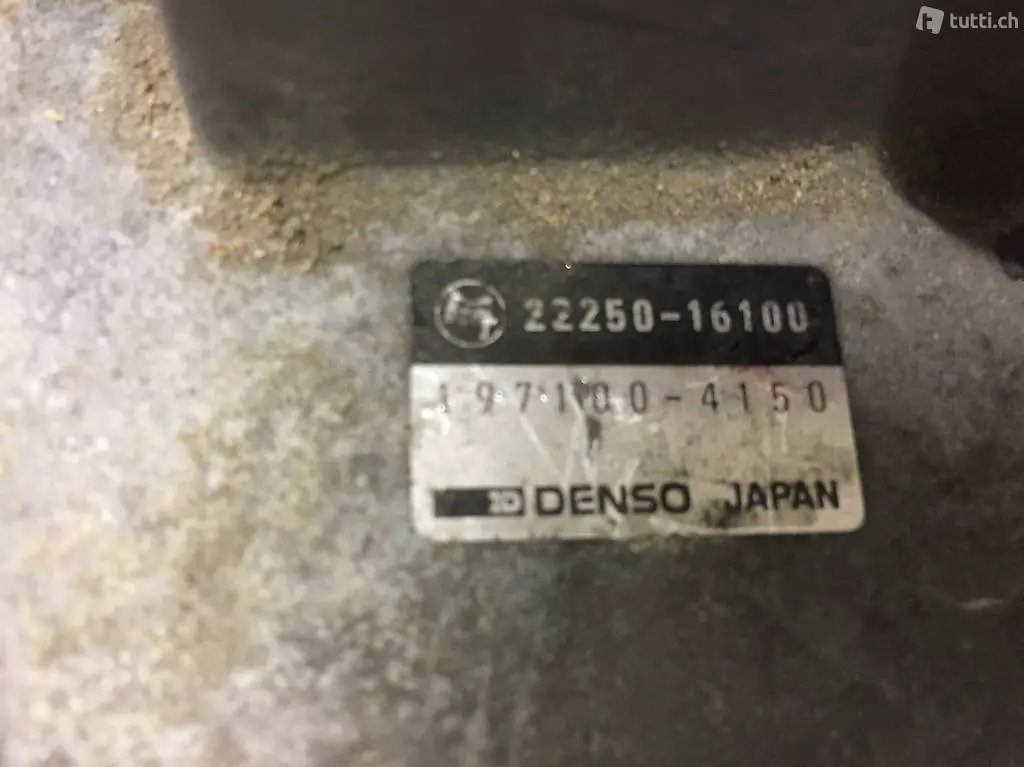 tutti.ch
22250-16100
197100-4150
DENSO JAPAN